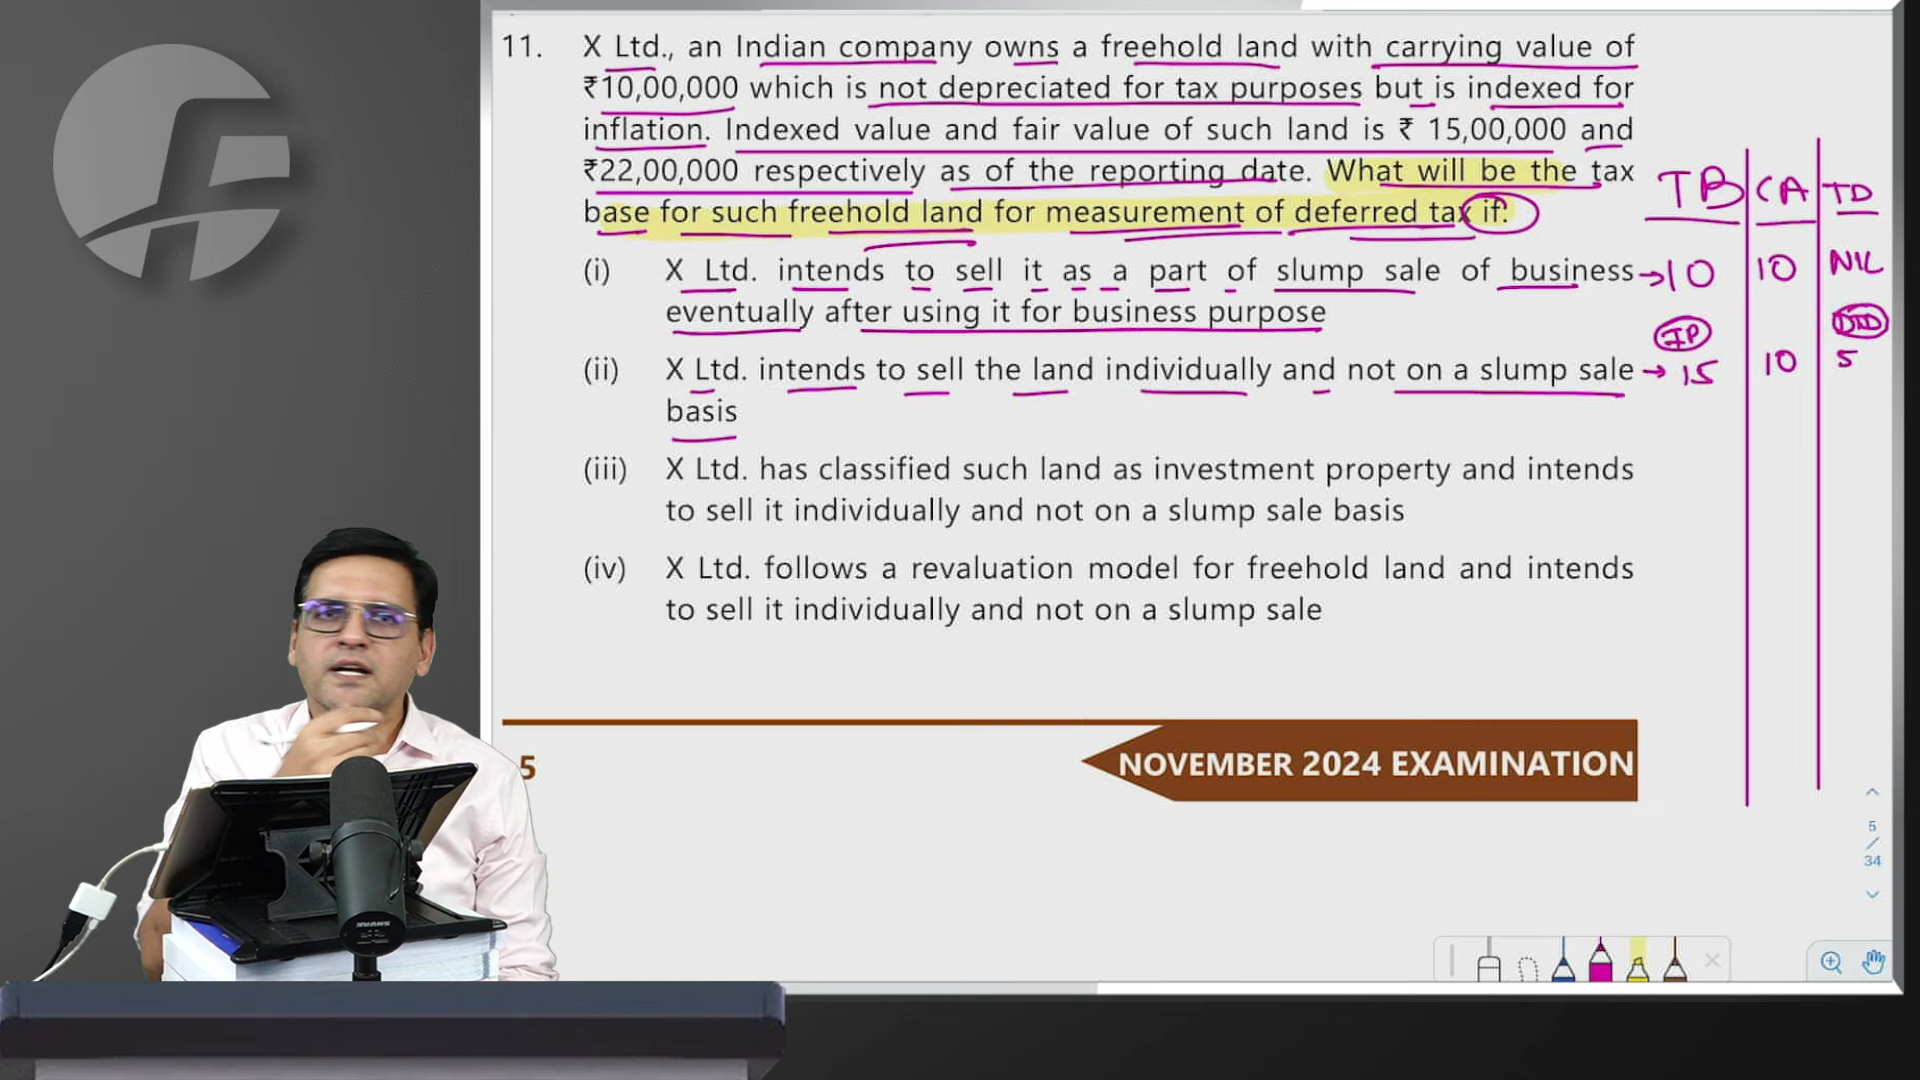 11. X Ltd., an Indian company owns a freehold land with carrying value of
₹10,00,000 which is not depreciated for tax purposes but is indexed for
inflation. Indexed value and fair value of such land is ₹ 15,00,000 and
₹22,00,000 respectively as of the reporting date. What will be the tax
base for such freehold land for measurement of deferred tax if:
TB CA TD
(i) X Ltd. intends to sell it as a part of slump sale of business → 10 10 NIL
eventually after using it for business purpose
IP DTD
(ii) X Ltd. intends to sell the land individually and not on a slump sale → 15 10 5
basis
(iii) X Ltd. has classified such land as investment property and intends
to sell it individually and not on a slump sale basis
(iv) X Ltd. follows a revaluation model for freehold land and intends
to sell it individually and not on a slump sale
5 NOVEMBER 2024 EXAMINATION
5
/
34